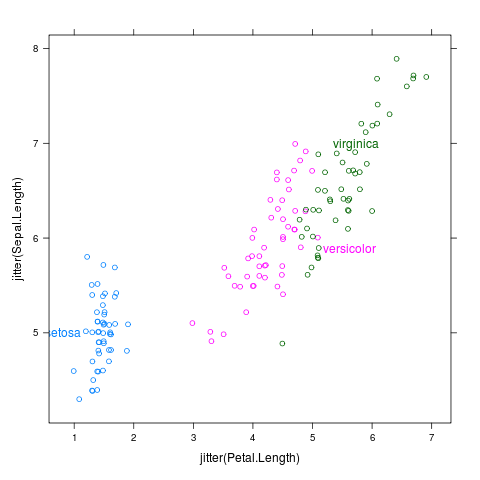 8
7
virginica
6
versicolor
jitter(Sepal.Length)
5
etosa
1 2 3 4 5 6 7
jitter(Petal.Length)